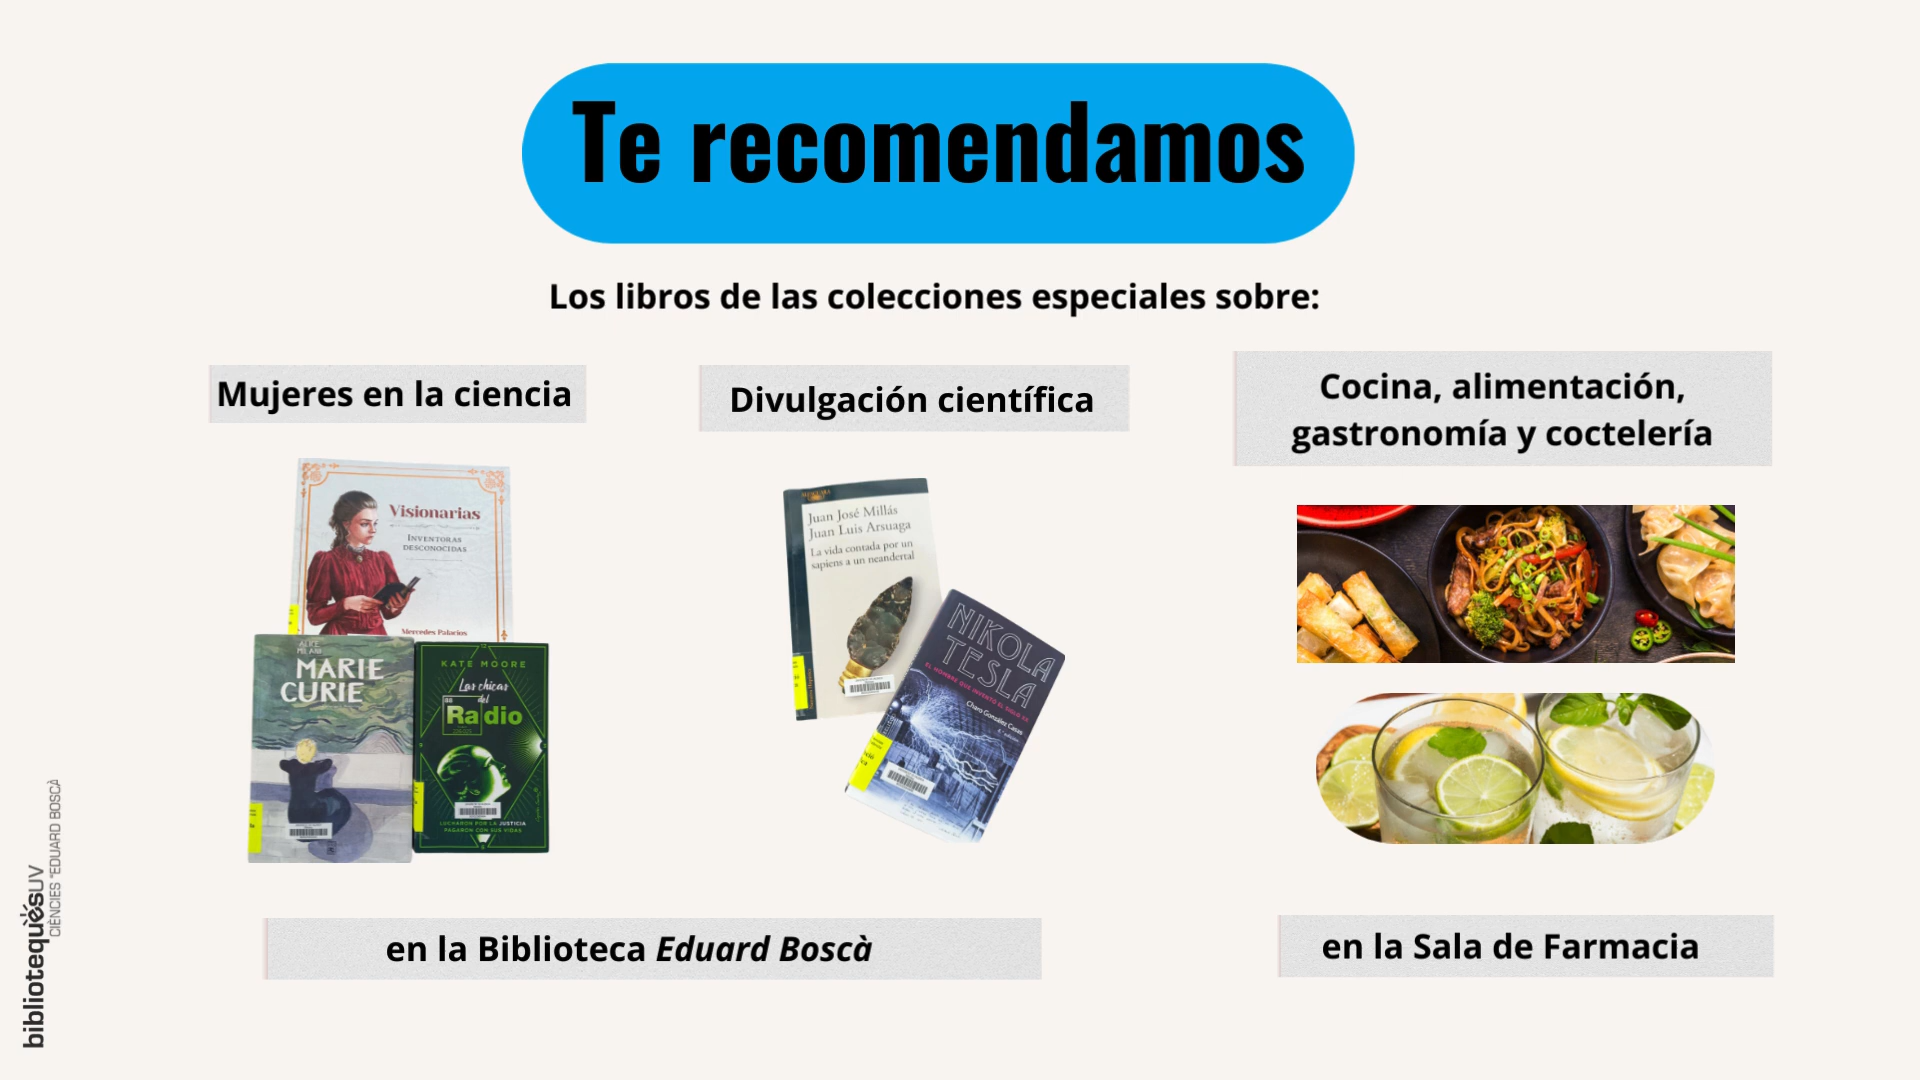 Te recomendamos
Los libros de las colecciones especiales sobre:
Mujeres en la ciencia
Divulgación científica
Cocina, alimentación,
gastronomía y coctelería
Visionarias
INVENTORAS
DESCONOCIDAS
Mercedes Palacios
MARIE
CURIE
KATE MOORE
Las chicas
del
Radio
LUCHARON POR LA JUSTICIA
PAGARON CON SUS VIDAS
ALFAGUARA
Juan José Millás
Juan Luis Arsuaga
La vida contada por un
sapiens a un neandertal
NIKOLA
TESLA
EL HOMBRE QUE INVENTÓ EL SIGLO XX
Charo González Casas
en la Biblioteca Eduard Boscà
en la Sala de Farmacia
bibliotequesUV
CIÈNCIES "EDUARD BOSCÀ